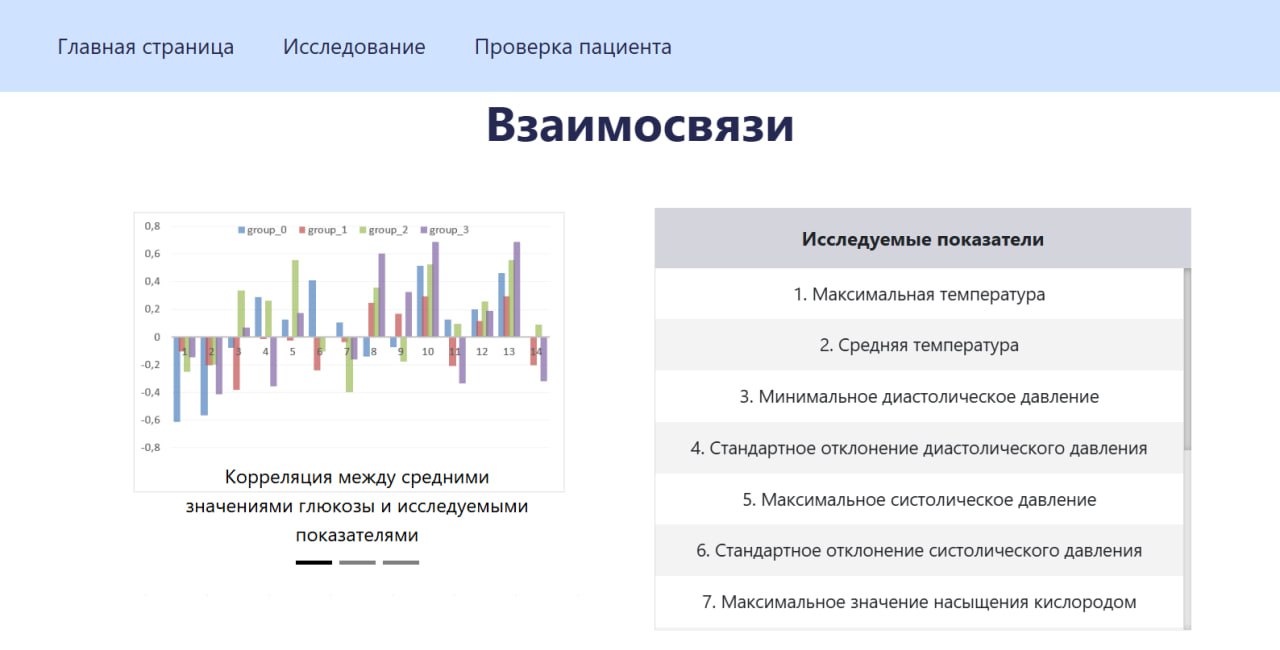 Главная страница Исследование Проверка пациента
Взаимосвязи
group_0 group_1 group_2 group_3
0,8
0,6
0,4
0,2
0
-0,2
-0,4
-0,6
-0,8
1 2 3 4 5 6 7 8 9 10 11 12 13 14
Корреляция между средними
значениями глюкозы и исследуемыми
показателями
Исследуемые показатели
1. Максимальная температура
2. Средняя температура
3. Минимальное диастолическое давление
4. Стандартное отклонение диастолического давления
5. Максимальное систолическое давление
6. Стандартное отклонение систолического давления
7. Максимальное значение насыщения кислородом